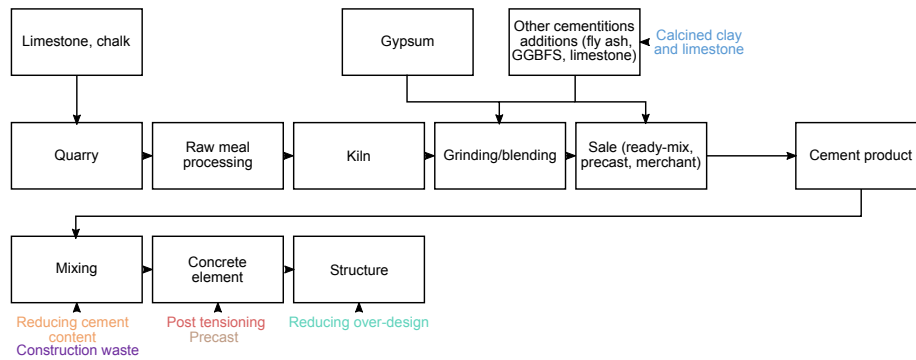 Limestone, chalk
Gypsum
Other cementitions
additions (fly ash,
GGBFS, limestone)
Calcined clay
and limestone
Quarry
Raw meal
processing
Kiln
Grinding/blending
Sale (ready-mix,
precast, merchant)
Cement product
Mixing
Concrete
element
Structure
Reducing cement
content
Construction waste
Post tensioning
Precast
Reducing over-design